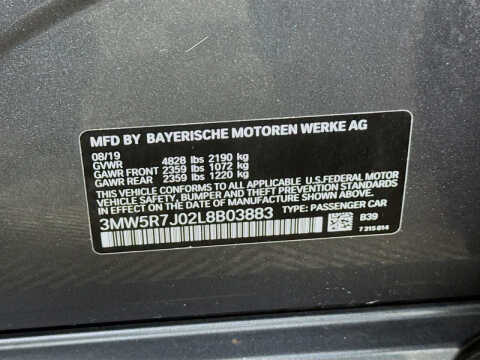 MFD BY BAYERISCHE MOTOREN WERKE AG
08/19
GVWR 4828 lbs 2190 kg
GAWR FRONT 2359 lbs 1072 kg
GAWR REAR 2359 lbs 1220 kg
THIS VEHICLE CONFORMS TO ALL APPLICABLE U.S.FEDERAL MOTOR
VEHICLE SAFETY, BUMPER AND THEFT PREVENTION STANDARDS IN
EFFECT ON THE DATE OF MANUFACTURE SHOWN ABOVE.
3MW5R7J02L8B03883 TYPE: PASSENGER CAR
B39
7 315 014